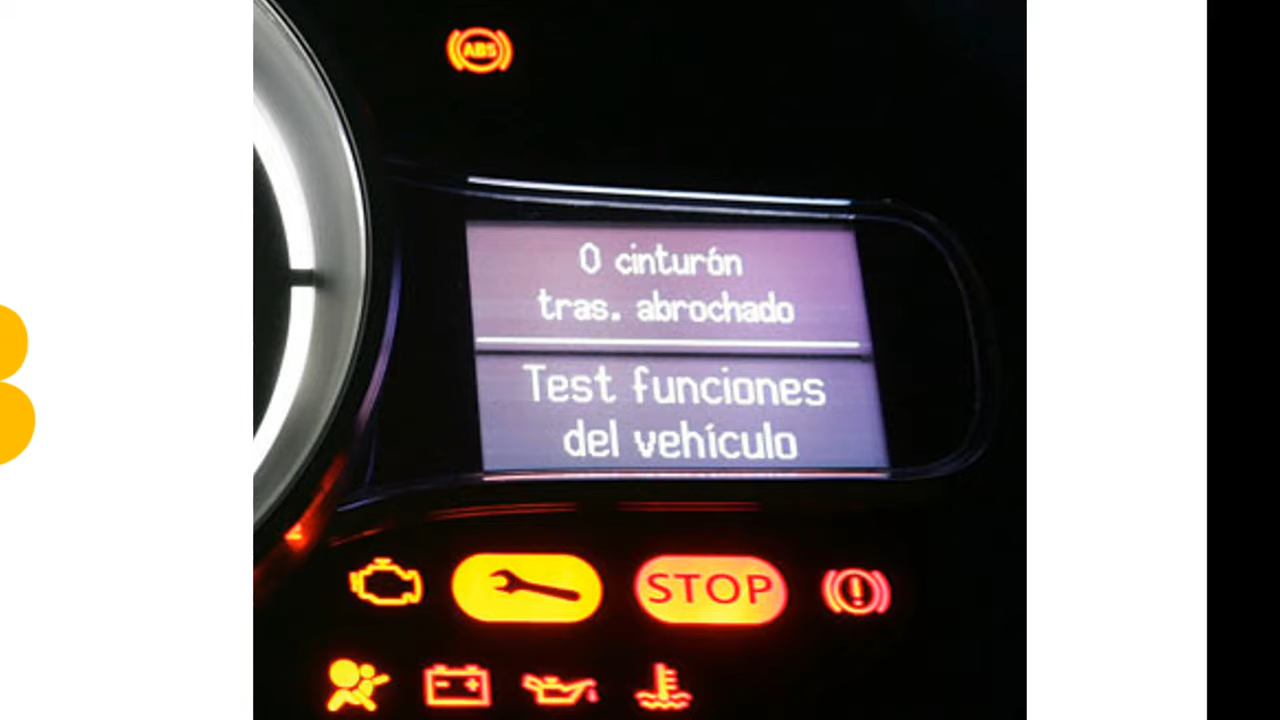 ABS
0 cinturón
tras. abrochado
Test funciones
del vehículo
STOP